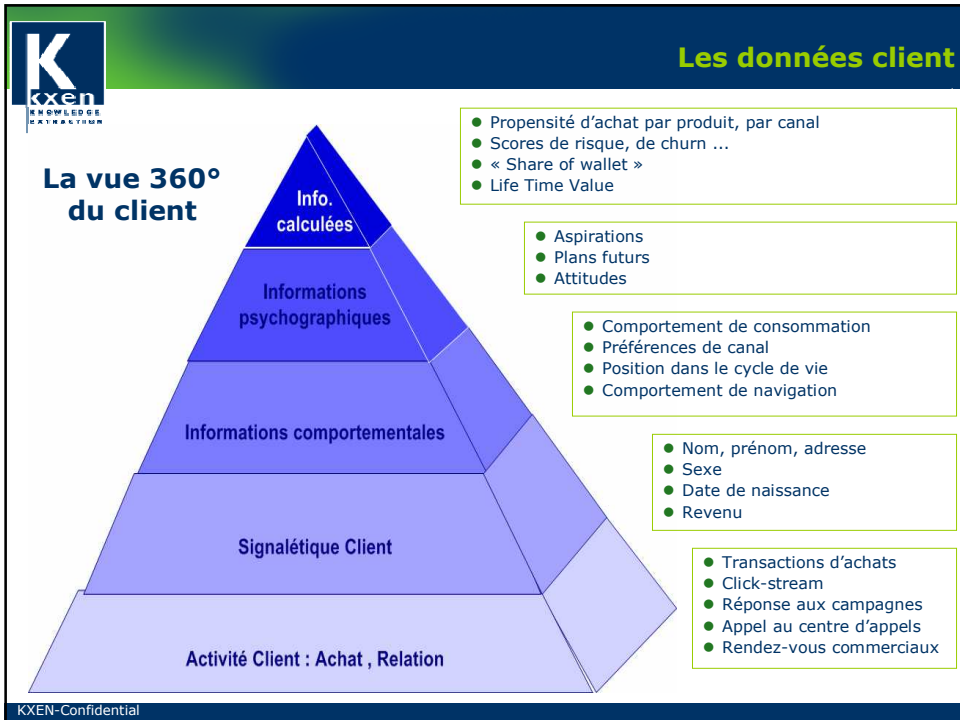 K
kxen
KNOWLEDGE
EXTRACTION
Les données client
La vue 360°
du client
Info.
calculées
Propensité d'achat par produit, par canal
Scores de risque, de churn ...
« Share of wallet »
Life Time Value
Informations
psychographiques
Aspirations
Plans futurs
Attitudes
Informations comportementales
Comportement de consommation
Préférences de canal
Position dans le cycle de vie
Comportement de navigation
Signalétique Client
Nom, prénom, adresse
Sexe
Date de naissance
Revenu
Activité Client : Achat , Relation
Transactions d'achats
Click-stream
Réponse aux campagnes
Appel au centre d'appels
Rendez-vous commerciaux
KXEN-Confidential